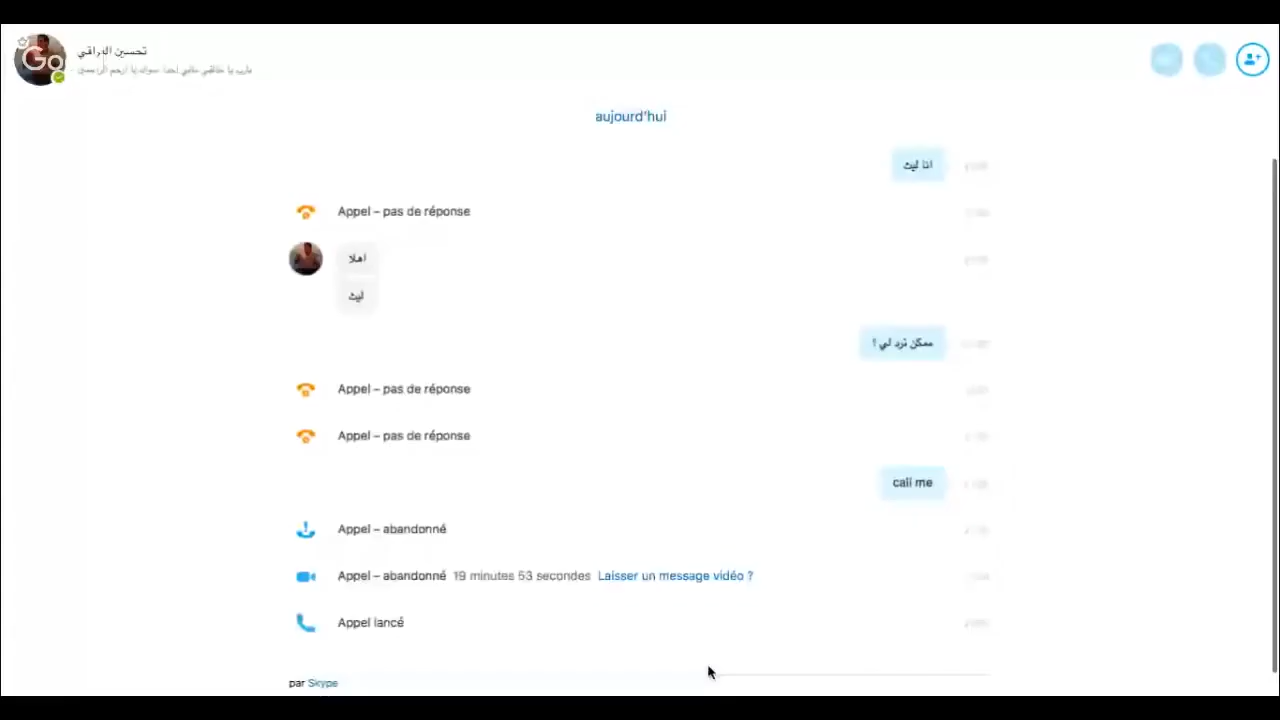 Go
تحسين الراقي
aujourd'hui
انا ليث
Appel – pas de réponse
اهلا
ليث
ممكن ترد لي !
Appel – pas de réponse
Appel – pas de réponse
call me
Appel – abandonné
Appel – abandonné 19 minutes 53 secondes Laisser un message vidéo ?
Appel lancé
par Skype